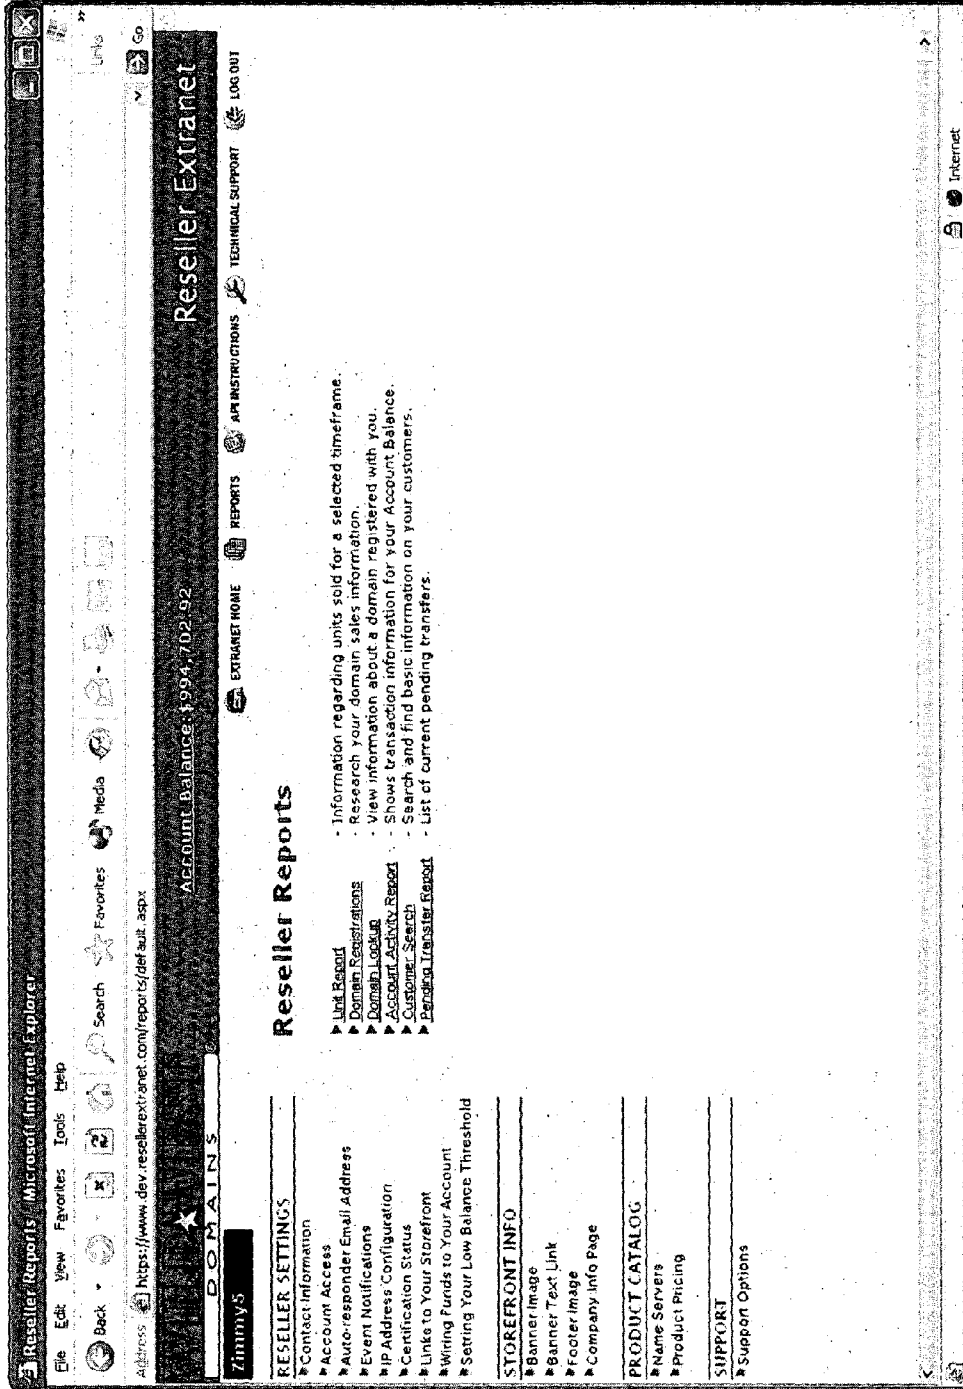 Reseller Reports - Microsoft Internet Explorer
File Edit View Favorites Tools Help
Back Search Favorites Media
Address https://www.dev.resellerextranet.com/reports/default.aspx Go Links »
DOMAINS
Account Balance: $994,702.92
Reseller Extranet
Zimmy5
EXTRANET HOME REPORTS API INSTRUCTIONS TECHNICAL SUPPORT LOG OUT
RESELLER SETTINGS
Contact Information
Account Access
Auto-responder Email Address
Event Notifications
IP Address Configuration
Certification Status
Links to Your Storefront
Wiring Funds to Your Account
Setting Your Low Balance Threshold
STOREFRONT INFO
Banner Image
Banner Text Link
Footer Image
Company Info Page
PRODUCT CATALOG
Name Servers
Product Pricing
SUPPORT
Support Options
Reseller Reports
Unit Report - Information regarding units sold for a selected timeframe.
Domain Registrations - Research your domain sales information.
Domain Lookup - View information about a domain registered with you.
Account Activity Report - Shows transaction information for your Account Balance.
Customer Search - Search and find basic information on your customers.
Pending Transfer Report - List of current pending transfers.
Internet